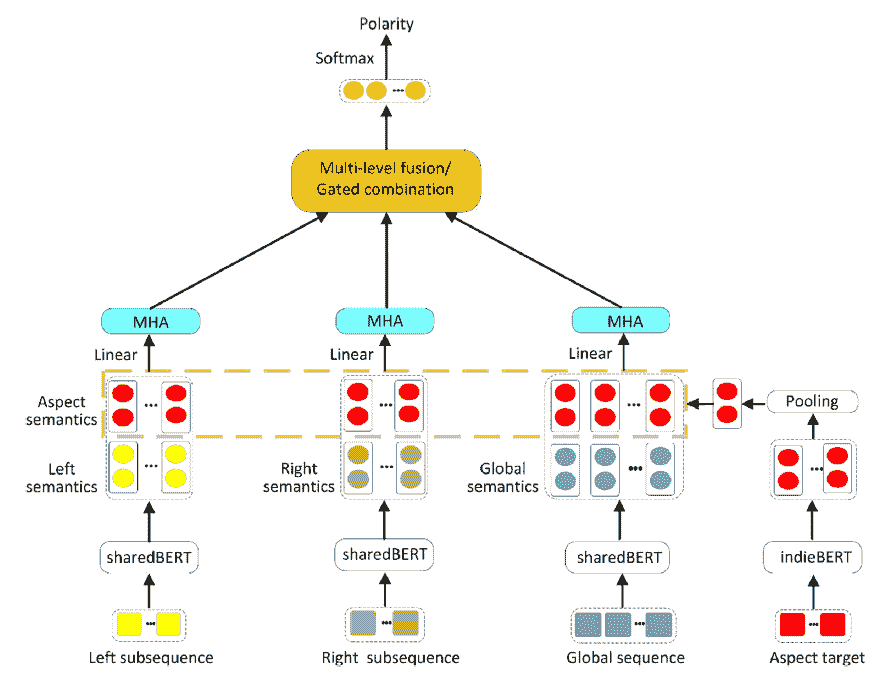 Polarity
Softmax
Multi-level fusion/
Gated combination
MHA
MHA
MHA
Linear
Linear
Linear
Aspect
semantics
Pooling
Left
semantics
Right
semantics
Global
semantics
sharedBERT
sharedBERT
sharedBERT
indieBERT
Left subsequence
Right subsequence
Global sequence
Aspect target